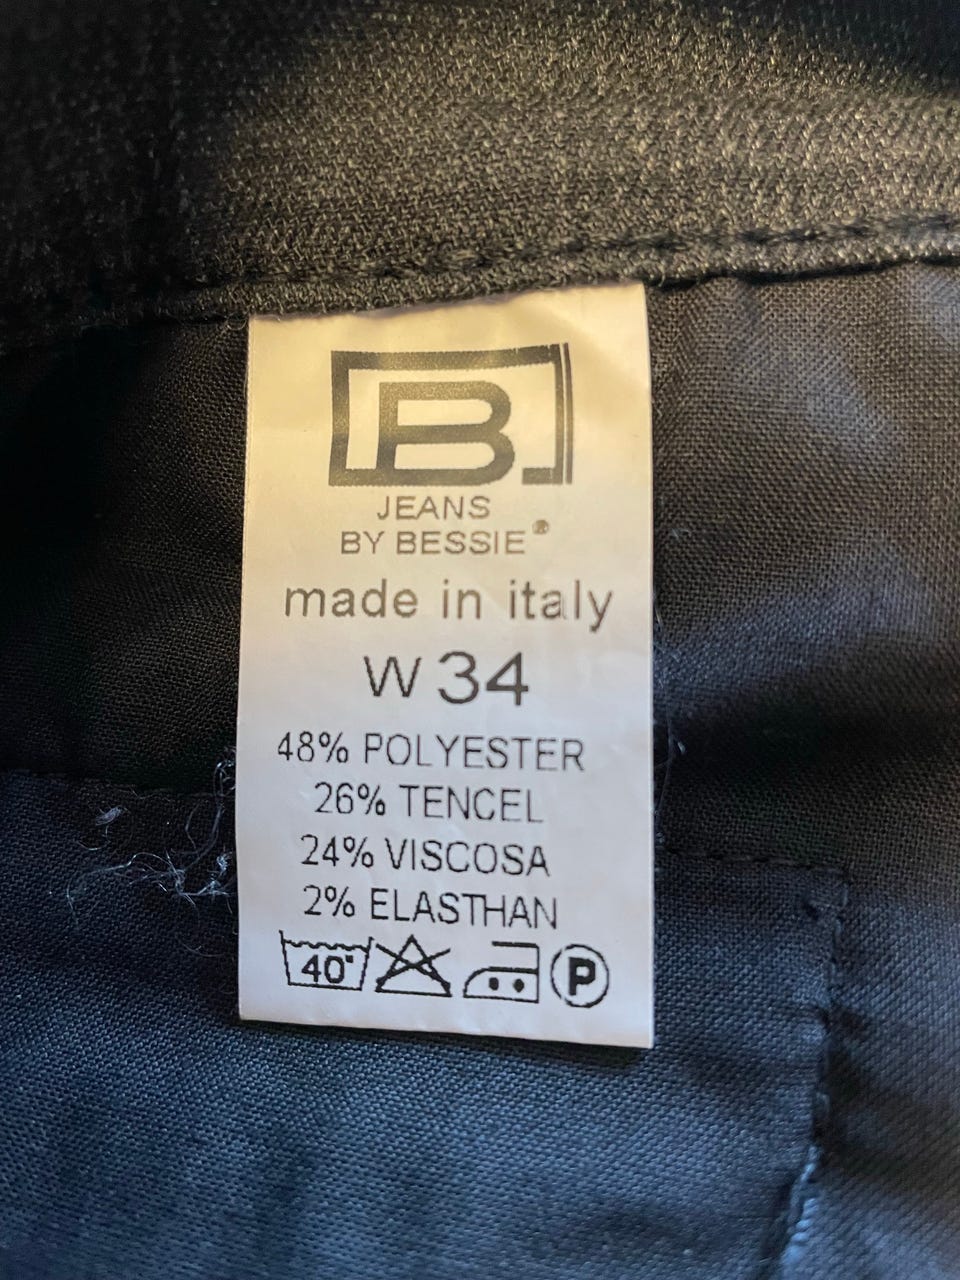 B
JEANS
BY BESSIE®
made in italy
W 34
48% POLYESTER
26% TENCEL
24% VISCOSA
2% ELASTHAN
40° P